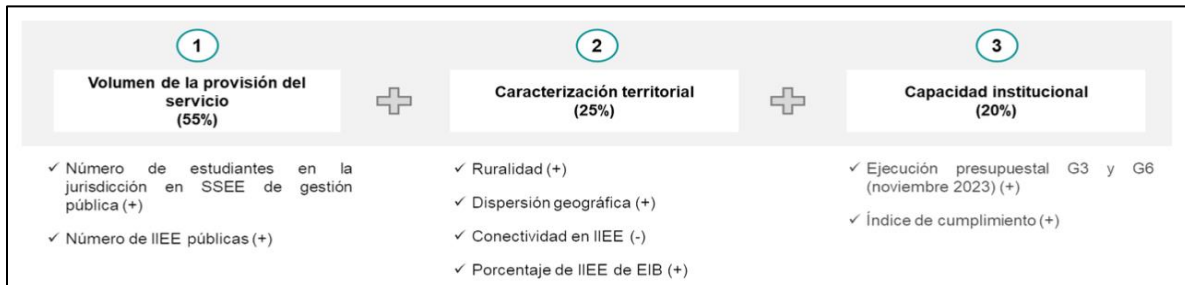 1
Volumen de la provisión del
servicio
(55%)
✓ Número de estudiantes en la
jurisdicción en SSEE de gestión
pública (+)
✓ Número de IIEE públicas (+)
2
Caracterización territorial
(25%)
✓ Ruralidad (+)
✓ Dispersión geográfica (+)
✓ Conectividad en IIEE (-)
✓ Porcentaje de IIEE de EIB (+)
3
Capacidad institucional
(20%)
✓ Ejecución presupuestal G3 y G6
(noviembre 2023) (+)
✓ Índice de cumplimiento (+)